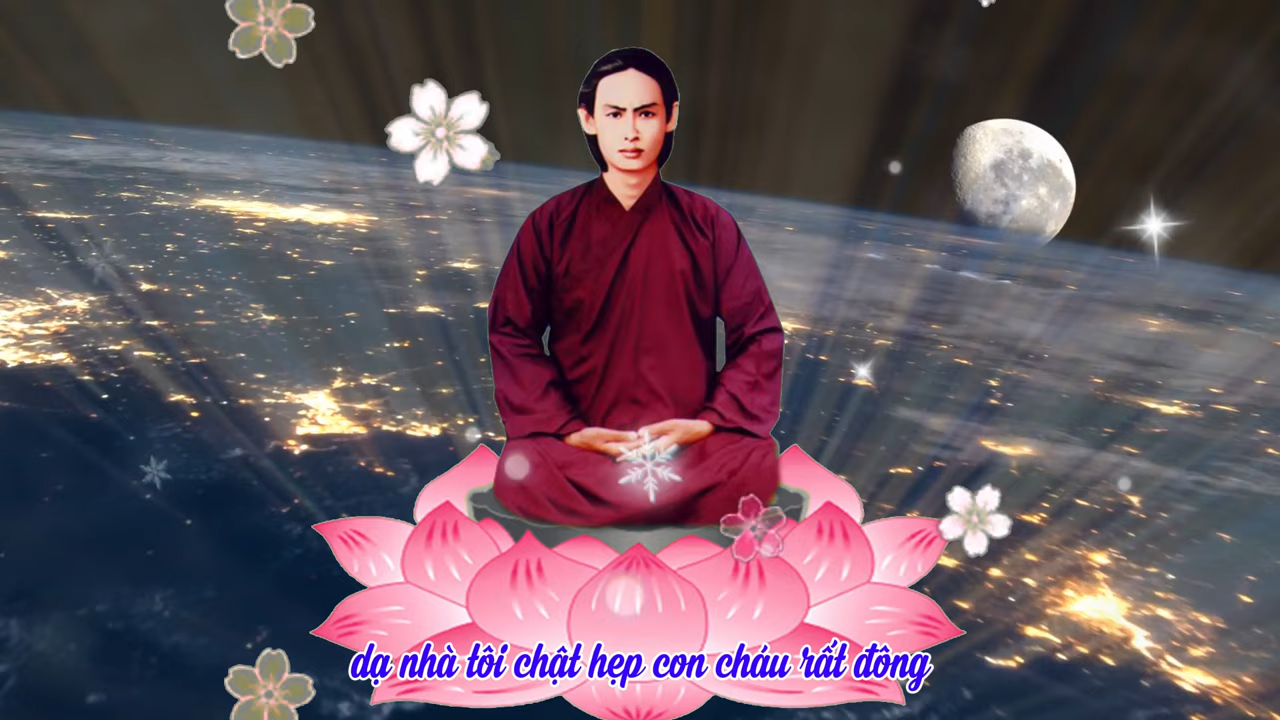 dạ nhà tôi chật hẹp con cháu rất đông